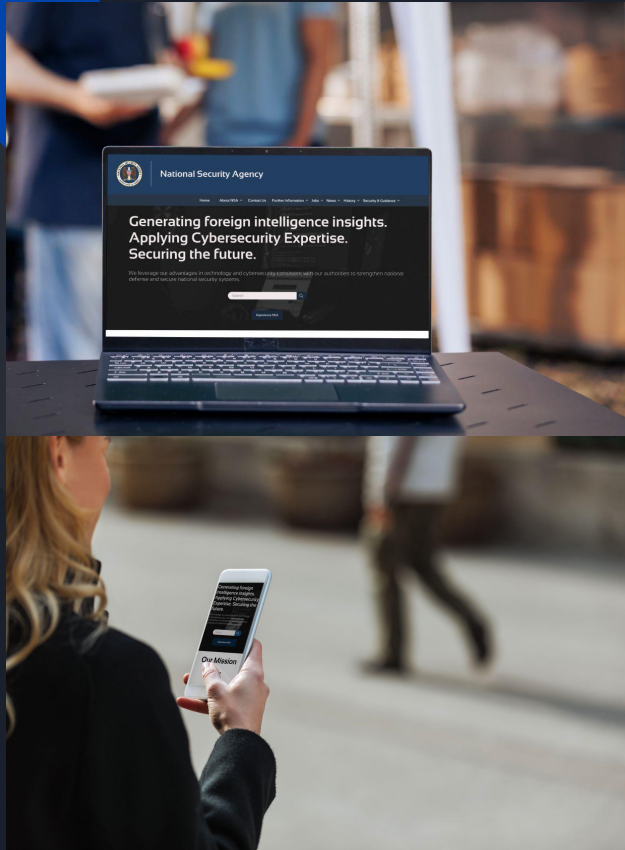 National Security Agency
Home About NSA Contact Us Further Information Jobs News History Security & Guidance
Generating foreign intelligence insights.
Applying Cybersecurity Expertise.
Securing the future.
We leverage our advantages in technology and cybersecurity consistent with our authorities to strengthen national
defense and secure national security systems.
Search
Experience NSA
Generating foreign
intelligence insights.
Applying Cybersecurity
Expertise. Securing the
future.
Our Mission